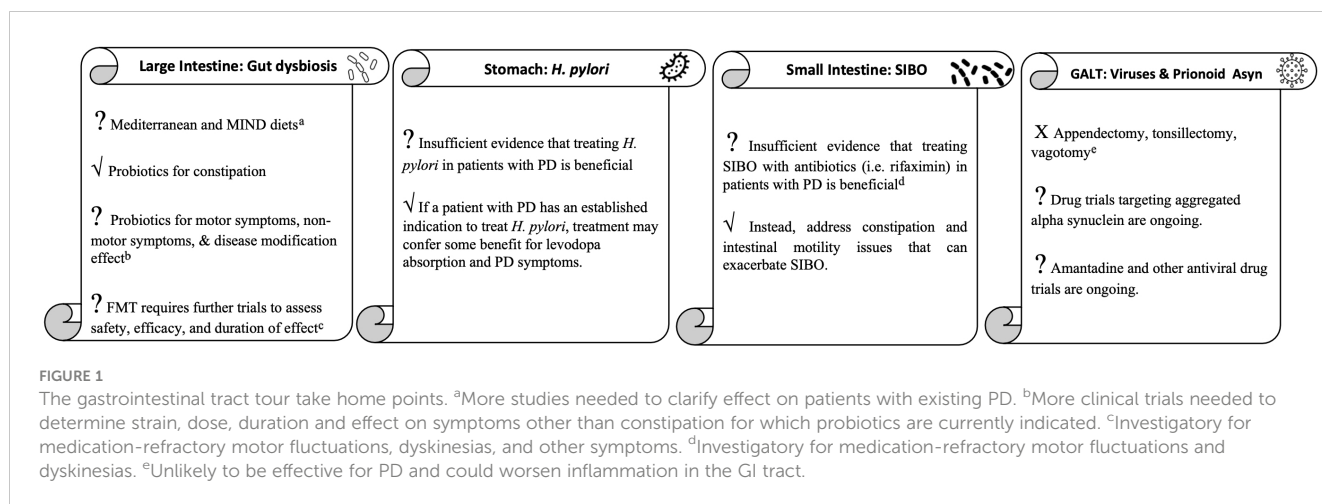 Large Intestine: Gut dysbiosis
? Mediterranean and MIND dietsᵃ
√ Probiotics for constipation
? Probiotics for motor symptoms, non-
motor symptoms, & disease modification
effectᵇ
? FMT requires further trials to assess
safety, efficacy, and duration of effectᶜ
Stomach: H. pylori
? Insufficient evidence that treating H.
pylori in patients with PD is beneficial
√ If a patient with PD has an established
indication to treat H. pylori, treatment may
confer some benefit for levodopa
absorption and PD symptoms.
Small Intestine: SIBO
? Insufficient evidence that treating
SIBO with antibiotics (i.e. rifaximin) in
patients with PD is beneficialᵈ
√ Instead, address constipation and
intestinal motility issues that can
exacerbate SIBO.
GALT: Viruses & Prionoid Asyn
X Appendectomy, tonsillectomy,
vagotomyᵉ
? Drug trials targeting aggregated
alpha synuclein are ongoing.
? Amantadine and other antiviral drug
trials are ongoing.
FIGURE 1
The gastrointestinal tract tour take home points. ᵃMore studies needed to clarify effect on patients with existing PD. ᵇMore clinical trials needed to
determine strain, dose, duration and effect on symptoms other than constipation for which probiotics are currently indicated. ᶜInvestigatory for
medication-refractory motor fluctuations, dyskinesias, and other symptoms. ᵈInvestigatory for medication-refractory motor fluctuations and
dyskinesias. ᵉUnlikely to be effective for PD and could worsen inflammation in the GI tract.